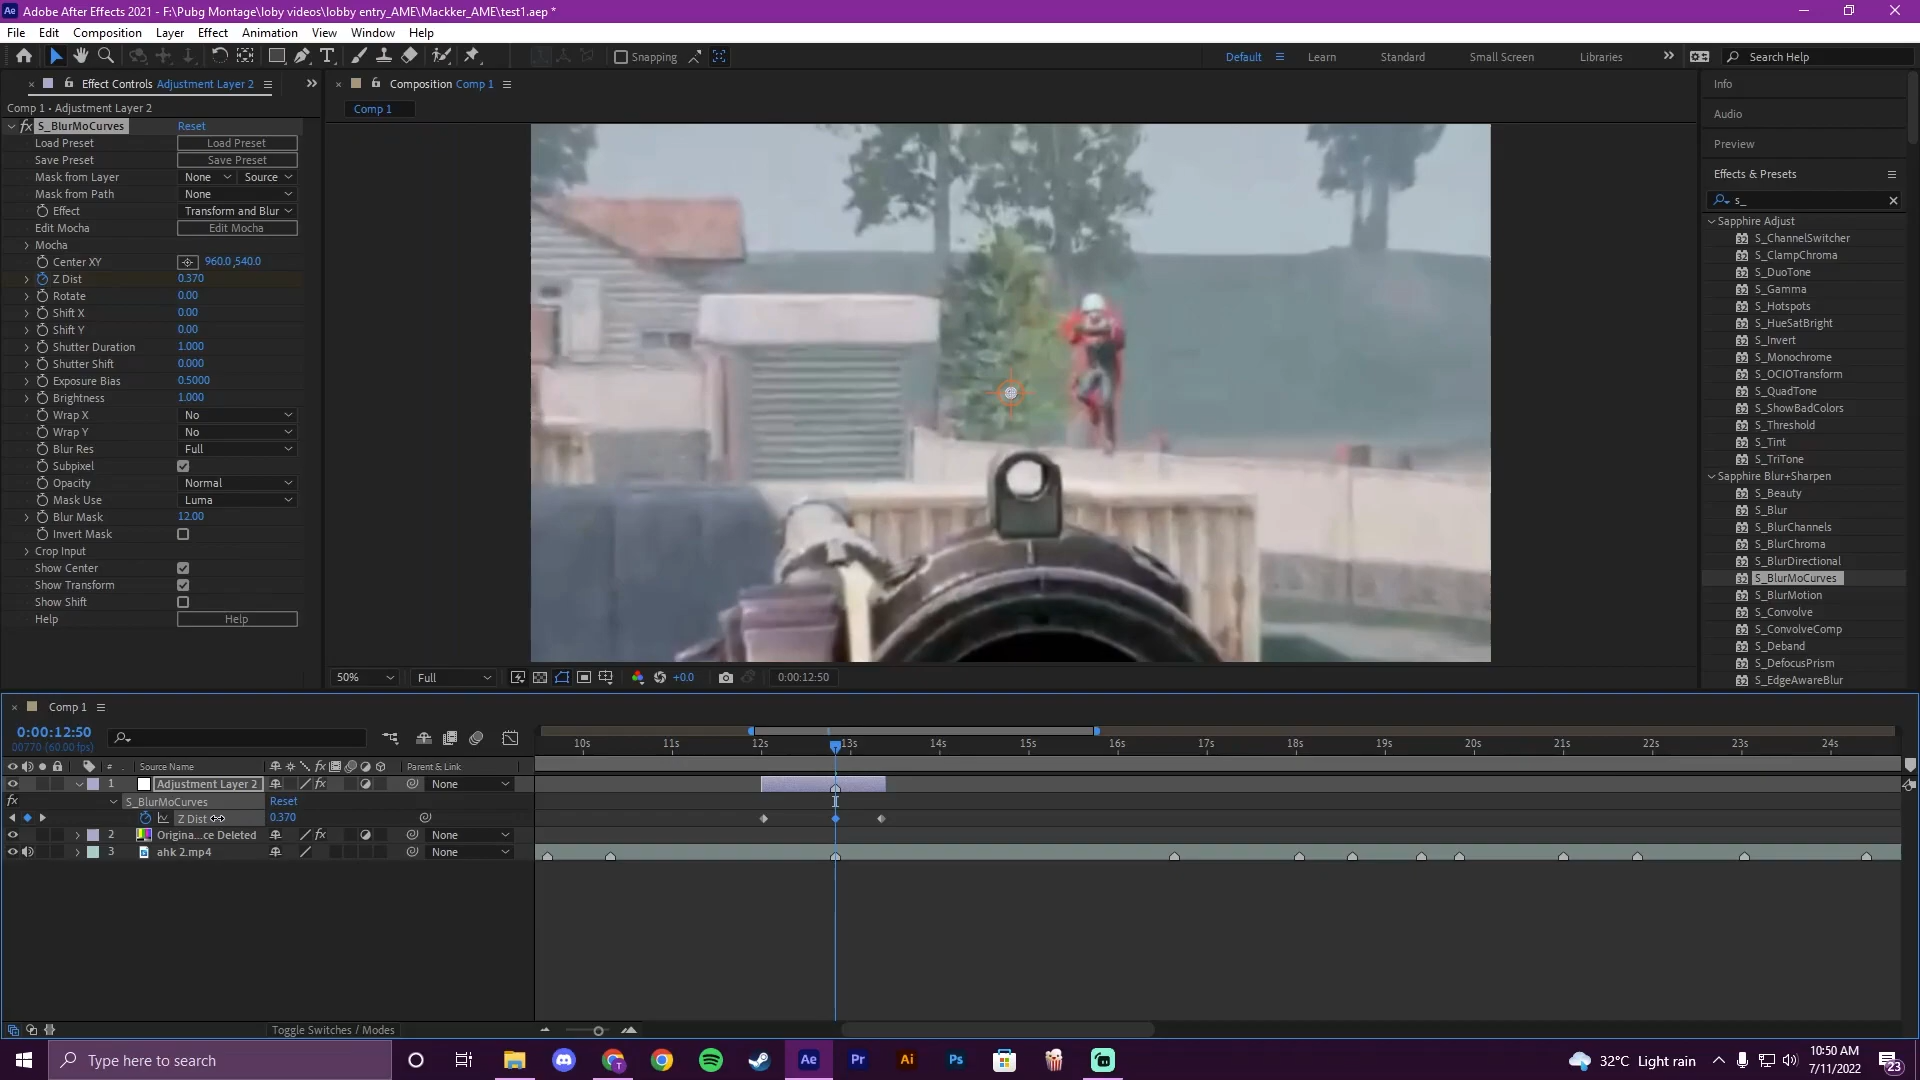 Ae Adobe After Effects 2021 - F:\Pubg Montage\loby videos\lobby entry_AME\Mackker_AME\test1.aep *
File Edit Composition Layer Effect Animation View Window Help
Snapping Default Learn Standard Small Screen Libraries Search Help
Effect Controls Adjustment Layer 2
Comp 1 • Adjustment Layer 2
fx S_BlurMoCurves Reset
Load Preset Load Preset
Save Preset Save Preset
Mask from Layer None Source
Mask from Path None
Effect Transform and Blur
Edit Mocha Edit Mocha
Mocha
Center XY 960.0,540.0
Z Dist 0.370
Rotate 0.00
Shift X 0.00
Shift Y 0.00
Shutter Duration 1.000
Shutter Shift 0.000
Exposure Bias 0.5000
Brightness 1.000
Wrap X No
Wrap Y No
Blur Res Full
Subpixel
Opacity Normal
Mask Use Luma
Blur Mask 12.00
Invert Mask
Crop Input
Show Center
Show Transform
Show Shift
Help Help
Composition Comp 1
Comp 1
50% Full +0.0 0:00:12:50
Info
Audio
Preview
Effects & Presets
s_
Sapphire Adjust
S_ChannelSwitcher
S_ClampChroma
S_DuoTone
S_Gamma
S_Hotspots
S_HueSatBright
S_Invert
S_Monochrome
S_OCIOTransform
S_QuadTone
S_ShowBadColors
S_Threshold
S_Tint
S_TriTone
Sapphire Blur+Sharpen
S_Beauty
S_Blur
S_BlurChannels
S_BlurChroma
S_BlurDirectional
S_BlurMoCurves
S_BlurMotion
S_Convolve
S_ConvolveComp
S_Deband
S_DefocusPrism
S_EdgeAwareBlur
Comp 1
0:00:12:50
00770 (60.00 fps)
10s 11s 12s 13s 14s 15s 16s 17s 18s 19s 20s 21s 22s 23s 24s
# Source Name Parent & Link
1 Adjustment Layer 2 fx None
fx S_BlurMoCurves Reset
Z Dist 0.370
2 Origina...ce Deleted fx None
3 ahk 2.mp4 None
Toggle Switches / Modes
Type here to search
Ae Pr Ai Ps
32°C Light rain
10:50 AM
7/11/2022
23